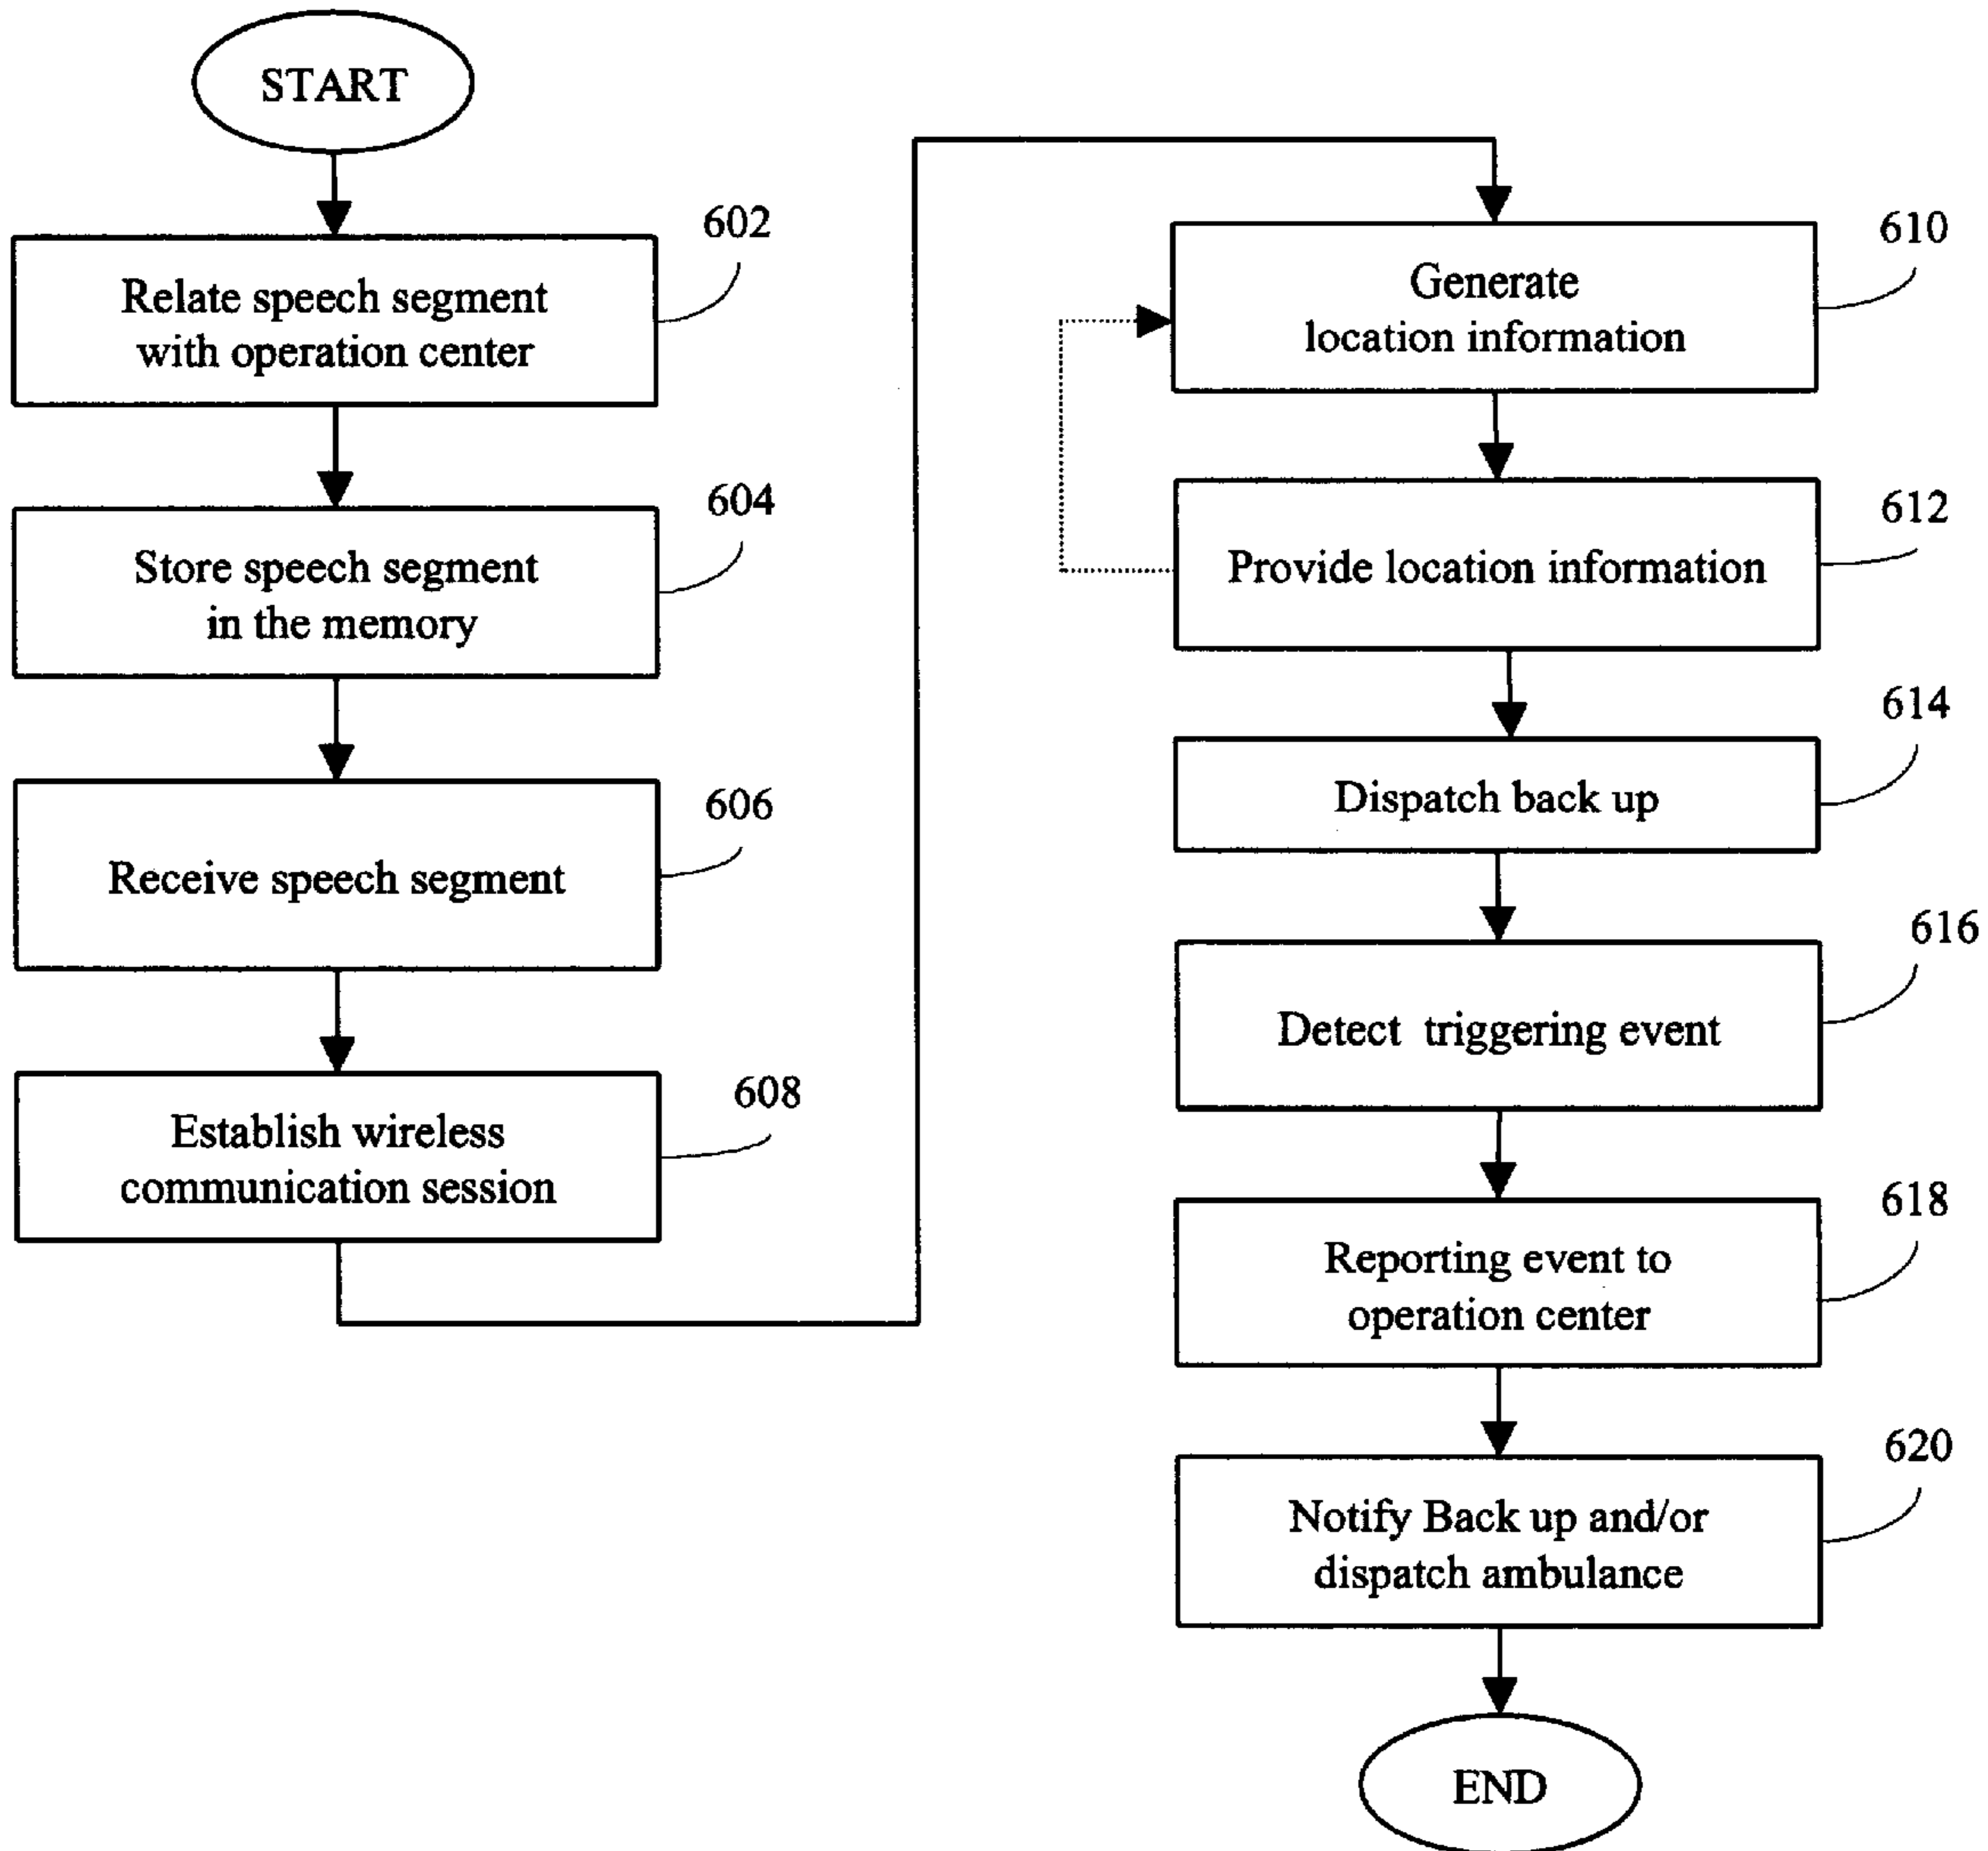 START
602
Relate speech segment
with operation center
604
Store speech segment
in the memory
606
Receive speech segment
608
Establish wireless
communication session
610
Generate
location information
612
Provide location information
614
Dispatch back up
616
Detect triggering event
618
Reporting event to
operation center
620
Notify Back up and/or
dispatch ambulance
END